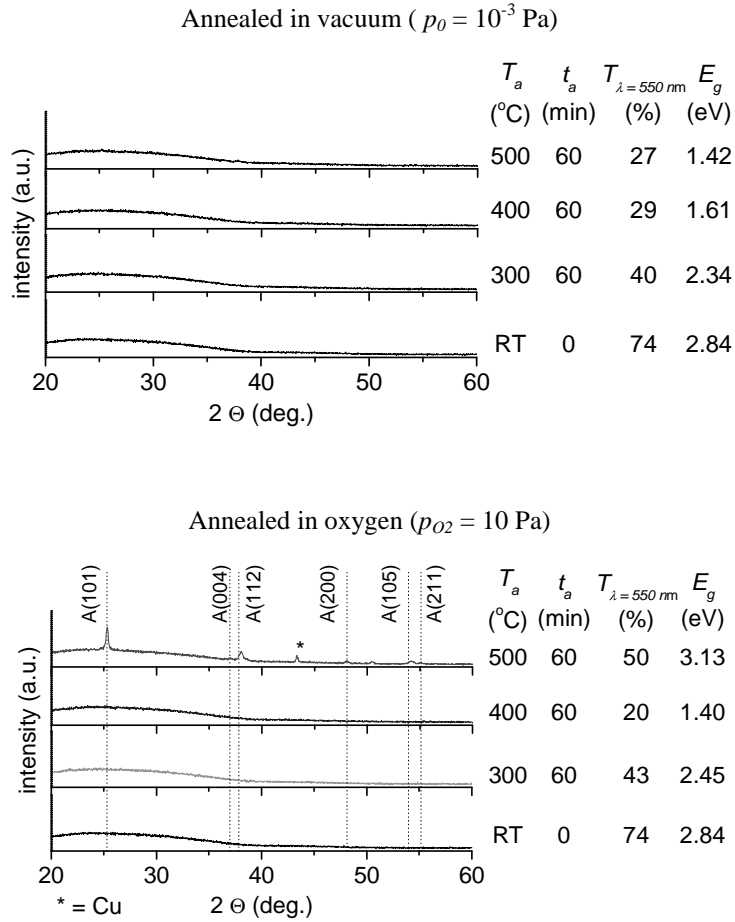 Annealed in vacuum ( p0 = 10-3 Pa)
Ta ta Tλ = 550 nm Eg
(oC) (min) (%) (eV)
intensity (a.u.)
500 60 27 1.42
400 60 29 1.61
300 60 40 2.34
RT 0 74 2.84
20 30 40 50 60
2 Θ (deg.)
Annealed in oxygen (pO2 = 10 Pa)
A(101) A(004) A(112) A(200) A(105) A(211)
Ta ta Tλ = 550 nm Eg
(oC) (min) (%) (eV)
intensity (a.u.)
*
500 60 50 3.13
400 60 20 1.40
300 60 43 2.45
RT 0 74 2.84
20 30 40 50 60
* = Cu 2 Θ (deg.)